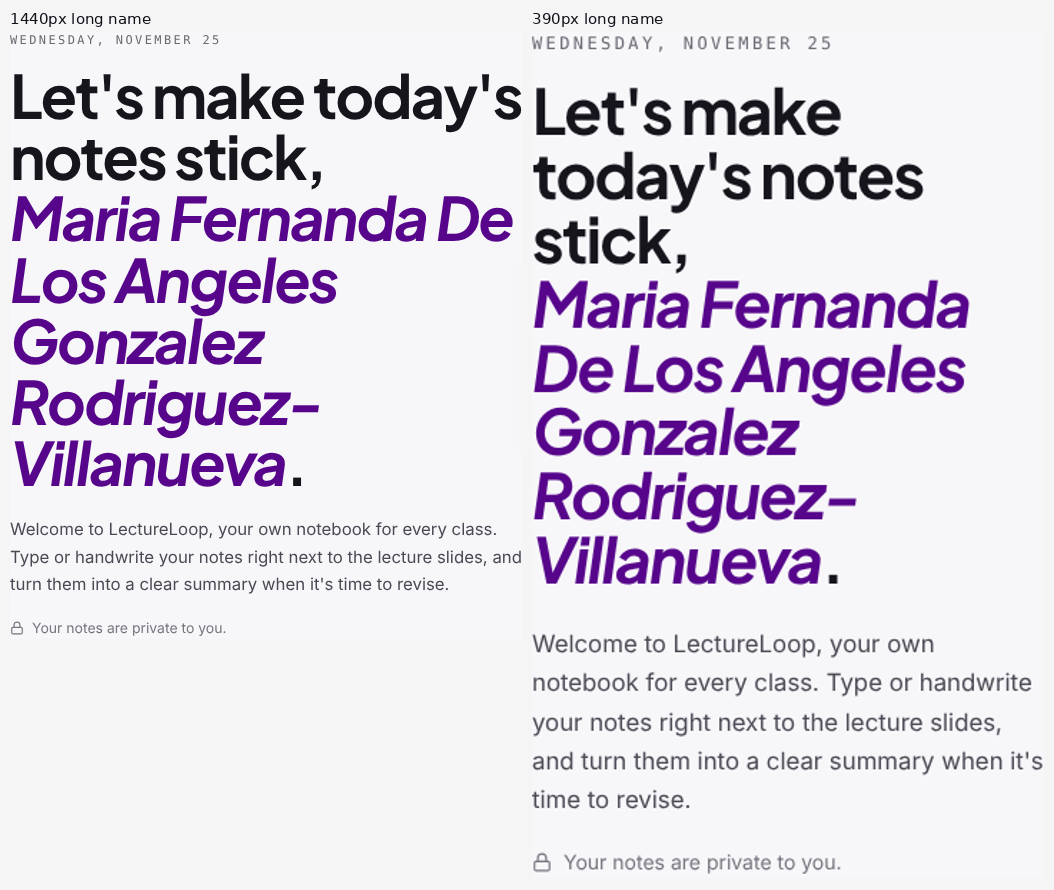 1440px long name
WEDNESDAY, NOVEMBER 25
Let's make today's
notes stick,
Maria Fernanda De
Los Angeles
Gonzalez
Rodriguez-
Villanueva.
Welcome to LectureLoop, your own notebook for every class.
Type or handwrite your notes right next to the lecture slides, and
turn them into a clear summary when it's time to revise.
Your notes are private to you.
390px long name
WEDNESDAY, NOVEMBER 25
Let's make
today's notes
stick,
Maria Fernanda
De Los Angeles
Gonzalez
Rodriguez-
Villanueva.
Welcome to LectureLoop, your own
notebook for every class. Type or handwrite
your notes right next to the lecture slides,
and turn them into a clear summary when it's
time to revise.
Your notes are private to you.